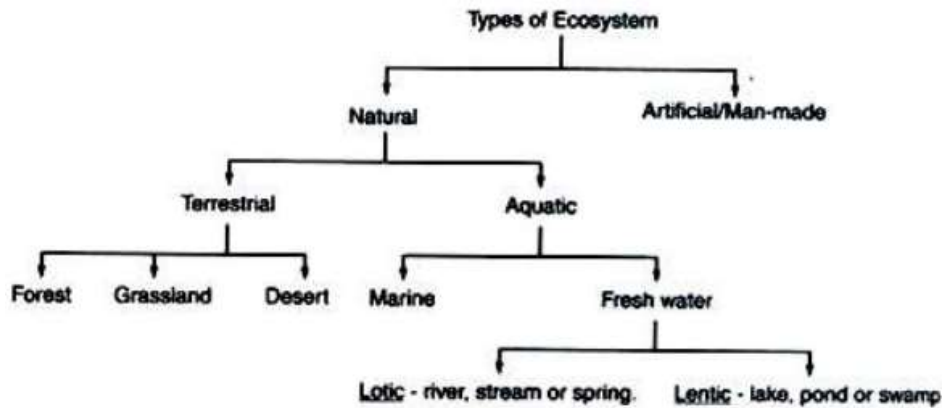 Types of Ecosystem
Natural
Artificial/Man-made
Terrestrial
Aquatic
Forest
Grassland
Desert
Marine
Fresh water
Lotic - river, stream or spring.
Lentic - lake, pond or swamp